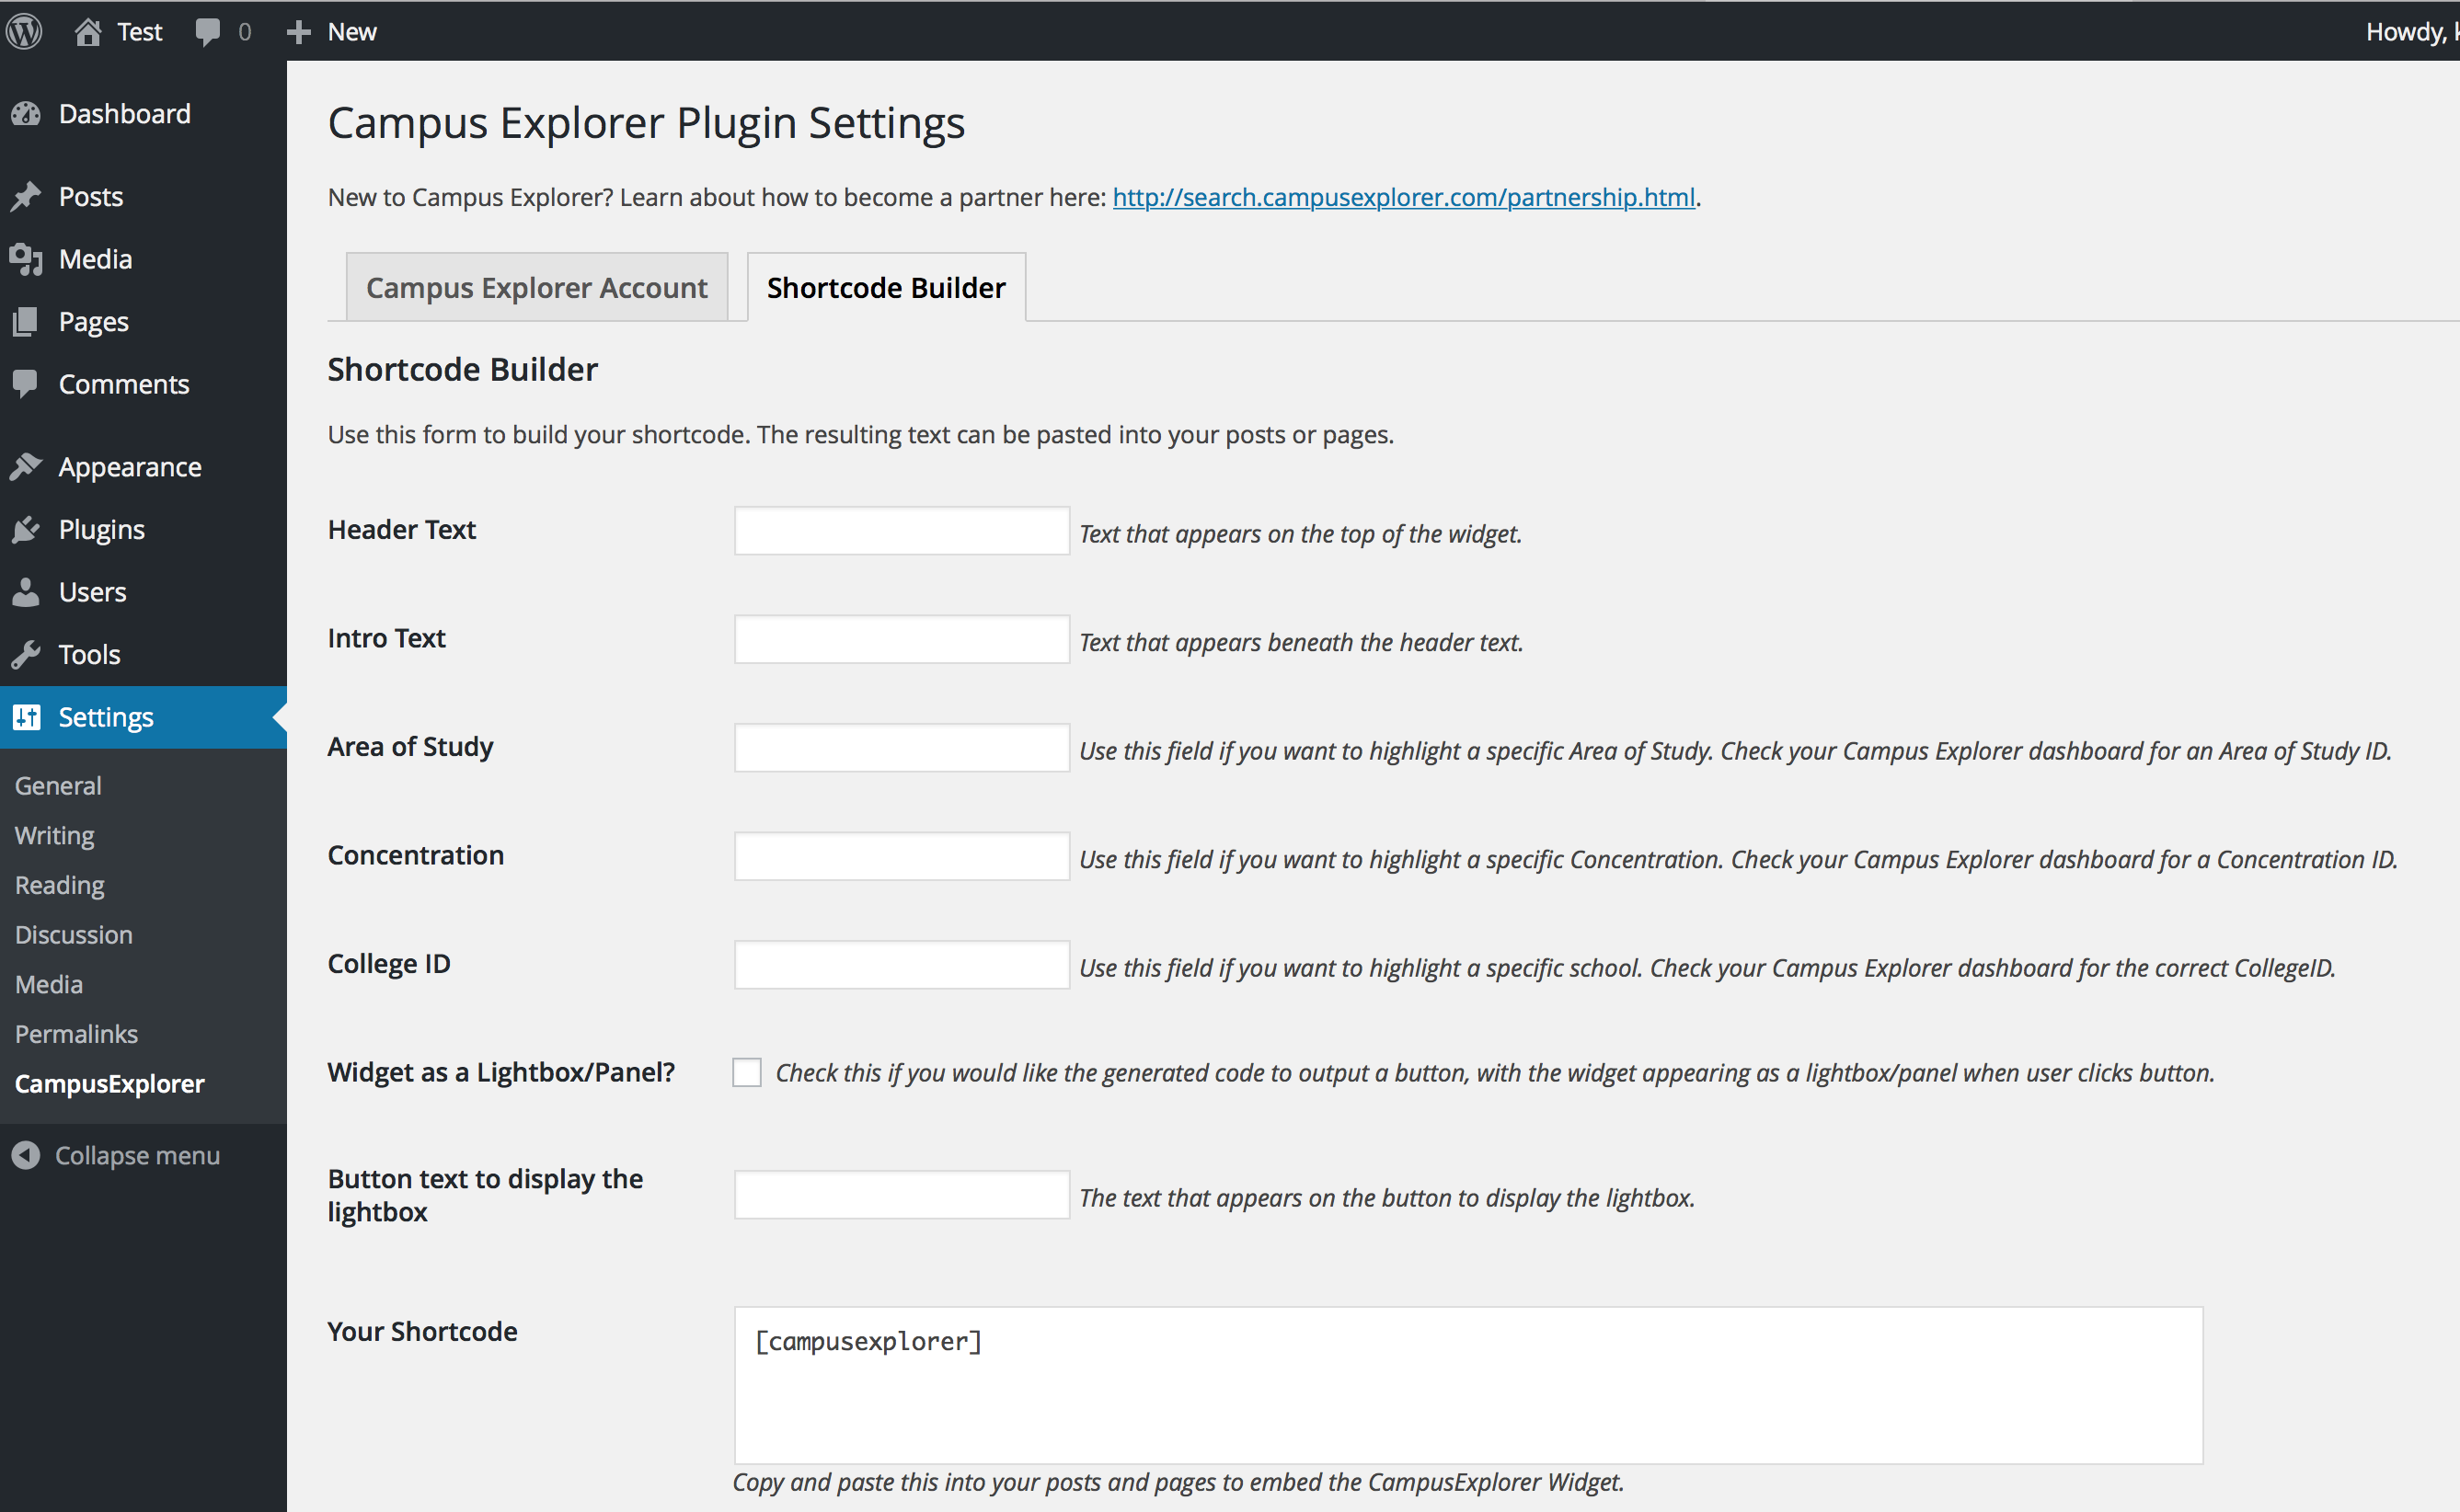 Test 0 New Howdy,
Dashboard
Posts
Media
Pages
Comments
Appearance
Plugins
Users
Tools
Settings
General
Writing
Reading
Discussion
Media
Permalinks
CampusExplorer
Collapse menu
Campus Explorer Plugin Settings
New to Campus Explorer? Learn about how to become a partner here: http://search.campusexplorer.com/partnership.html.
Campus Explorer Account Shortcode Builder
Shortcode Builder
Use this form to build your shortcode. The resulting text can be pasted into your posts or pages.
Header Text Text that appears on the top of the widget.
Intro Text Text that appears beneath the header text.
Area of Study Use this field if you want to highlight a specific Area of Study. Check your Campus Explorer dashboard for an Area of Study ID.
Concentration Use this field if you want to highlight a specific Concentration. Check your Campus Explorer dashboard for a Concentration ID.
College ID Use this field if you want to highlight a specific school. Check your Campus Explorer dashboard for the correct CollegeID.
Widget as a Lightbox/Panel? Check this if you would like the generated code to output a button, with the widget appearing as a lightbox/panel when user clicks button.
Button text to display the
lightbox
The text that appears on the button to display the lightbox.
Your Shortcode [campusexplorer]
Copy and paste this into your posts and pages to embed the CampusExplorer Widget.